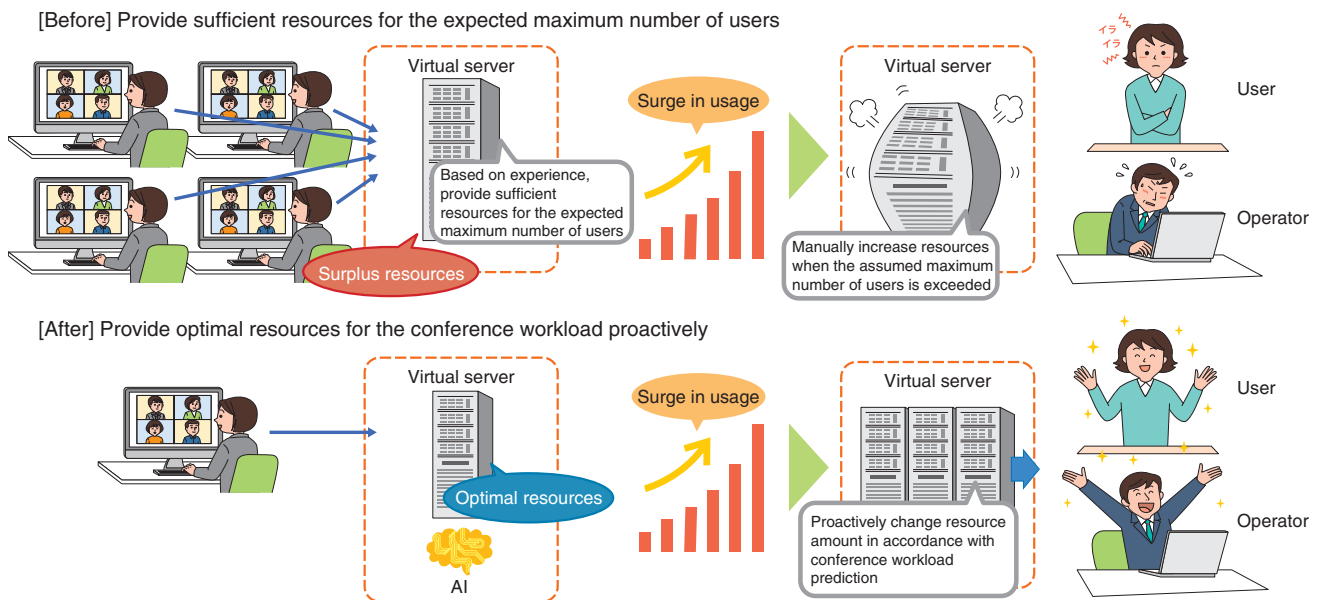 [Before] Provide sufficient resources for the expected maximum number of users
Virtual server
Based on experience,
provide sufficient
resources for the expected
maximum number of users
Surplus resources
Surge in usage
Virtual server
Manually increase resources
when the assumed maximum
number of users is exceeded
イラ
イラ
User
Operator
[After] Provide optimal resources for the conference workload proactively
Virtual server
Optimal resources
AI
Surge in usage
Virtual server
Proactively change resource
amount in accordance with
conference workload
prediction
User
Operator